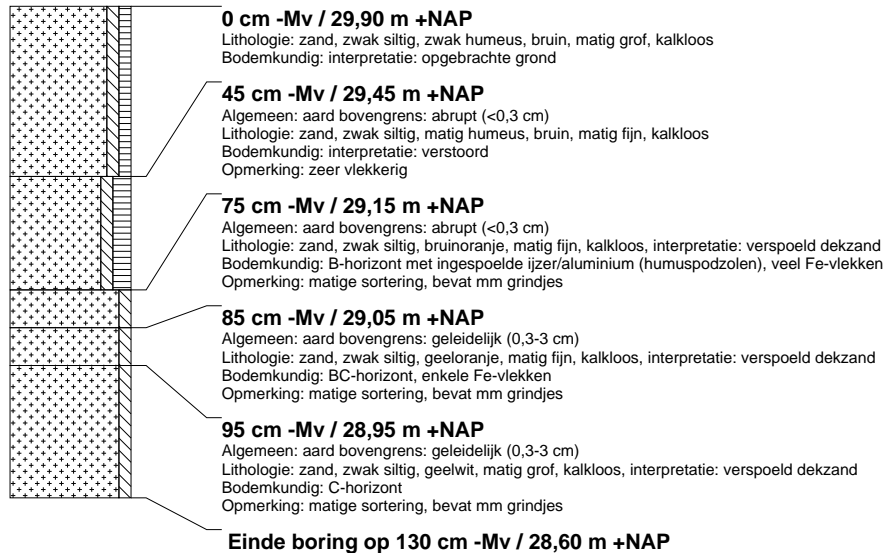 0 cm -Mv / 29,90 m +NAP
Lithologie: zand, zwak siltig, zwak humeus, bruin, matig grof, kalkloos
Bodemkundig: interpretatie: opgebrachte grond
45 cm -Mv / 29,45 m +NAP
Algemeen: aard bovengrens: abrupt (<0,3 cm)
Lithologie: zand, zwak siltig, matig humeus, bruin, matig fijn, kalkloos
Bodemkundig: interpretatie: verstoord
Opmerking: zeer vlekkerig
75 cm -Mv / 29,15 m +NAP
Algemeen: aard bovengrens: abrupt (<0,3 cm)
Lithologie: zand, zwak siltig, bruinoranje, matig fijn, kalkloos, interpretatie: verspoeld dekzand
Bodemkundig: B-horizont met ingespoelde ijzer/aluminium (humuspodzolen), veel Fe-vlekken
Opmerking: matige sortering, bevat mm grindjes
85 cm -Mv / 29,05 m +NAP
Algemeen: aard bovengrens: geleidelijk (0,3-3 cm)
Lithologie: zand, zwak siltig, geeloranje, matig fijn, kalkloos, interpretatie: verspoeld dekzand
Bodemkundig: BC-horizont, enkele Fe-vlekken
Opmerking: matige sortering, bevat mm grindjes
95 cm -Mv / 28,95 m +NAP
Algemeen: aard bovengrens: geleidelijk (0,3-3 cm)
Lithologie: zand, zwak siltig, geelwit, matig grof, kalkloos, interpretatie: verspoeld dekzand
Bodemkundig: C-horizont
Opmerking: matige sortering, bevat mm grindjes
Einde boring op 130 cm -Mv / 28,60 m +NAP